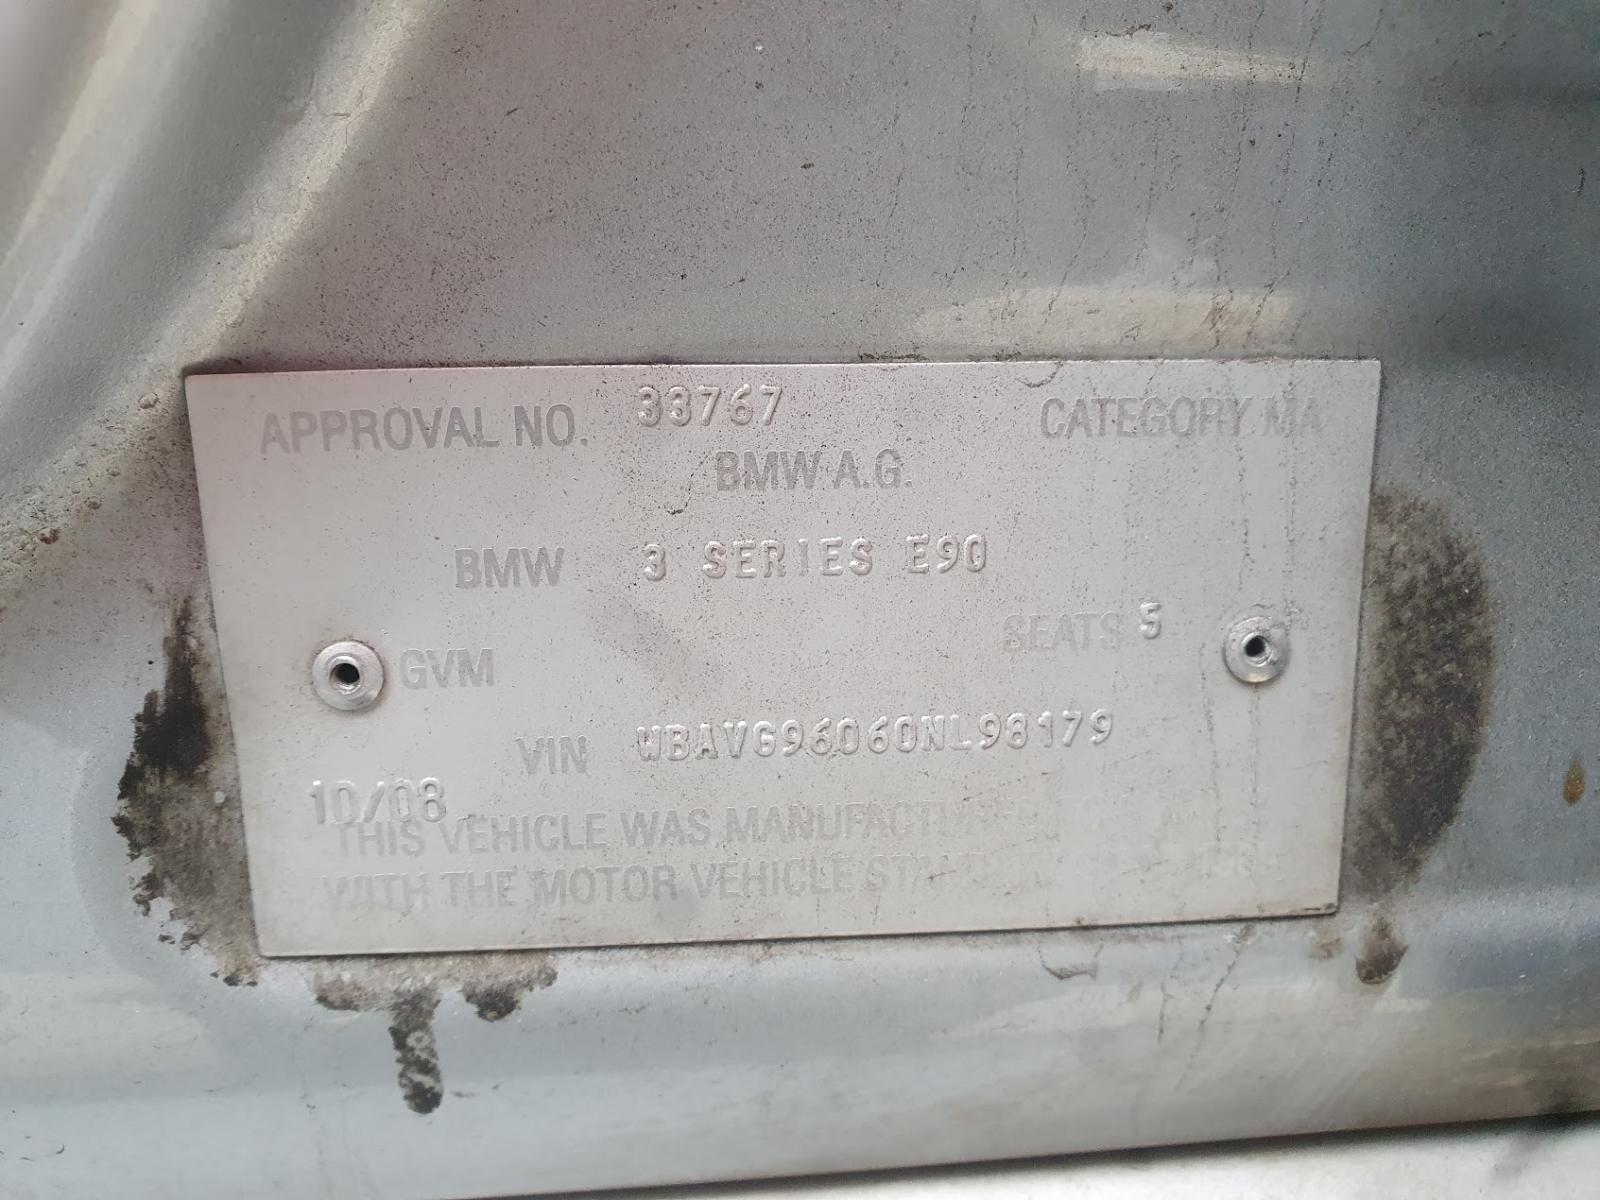 APPROVAL NO. 33767 CATEGORY MA
BMW A.G.
BMW 3 SERIES E90
SEATS 5
GVM
VIN WBAVG96060NL98179
10/08
THIS VEHICLE WAS MANUFACTURED TO
WITH THE MOTOR VEHICLE